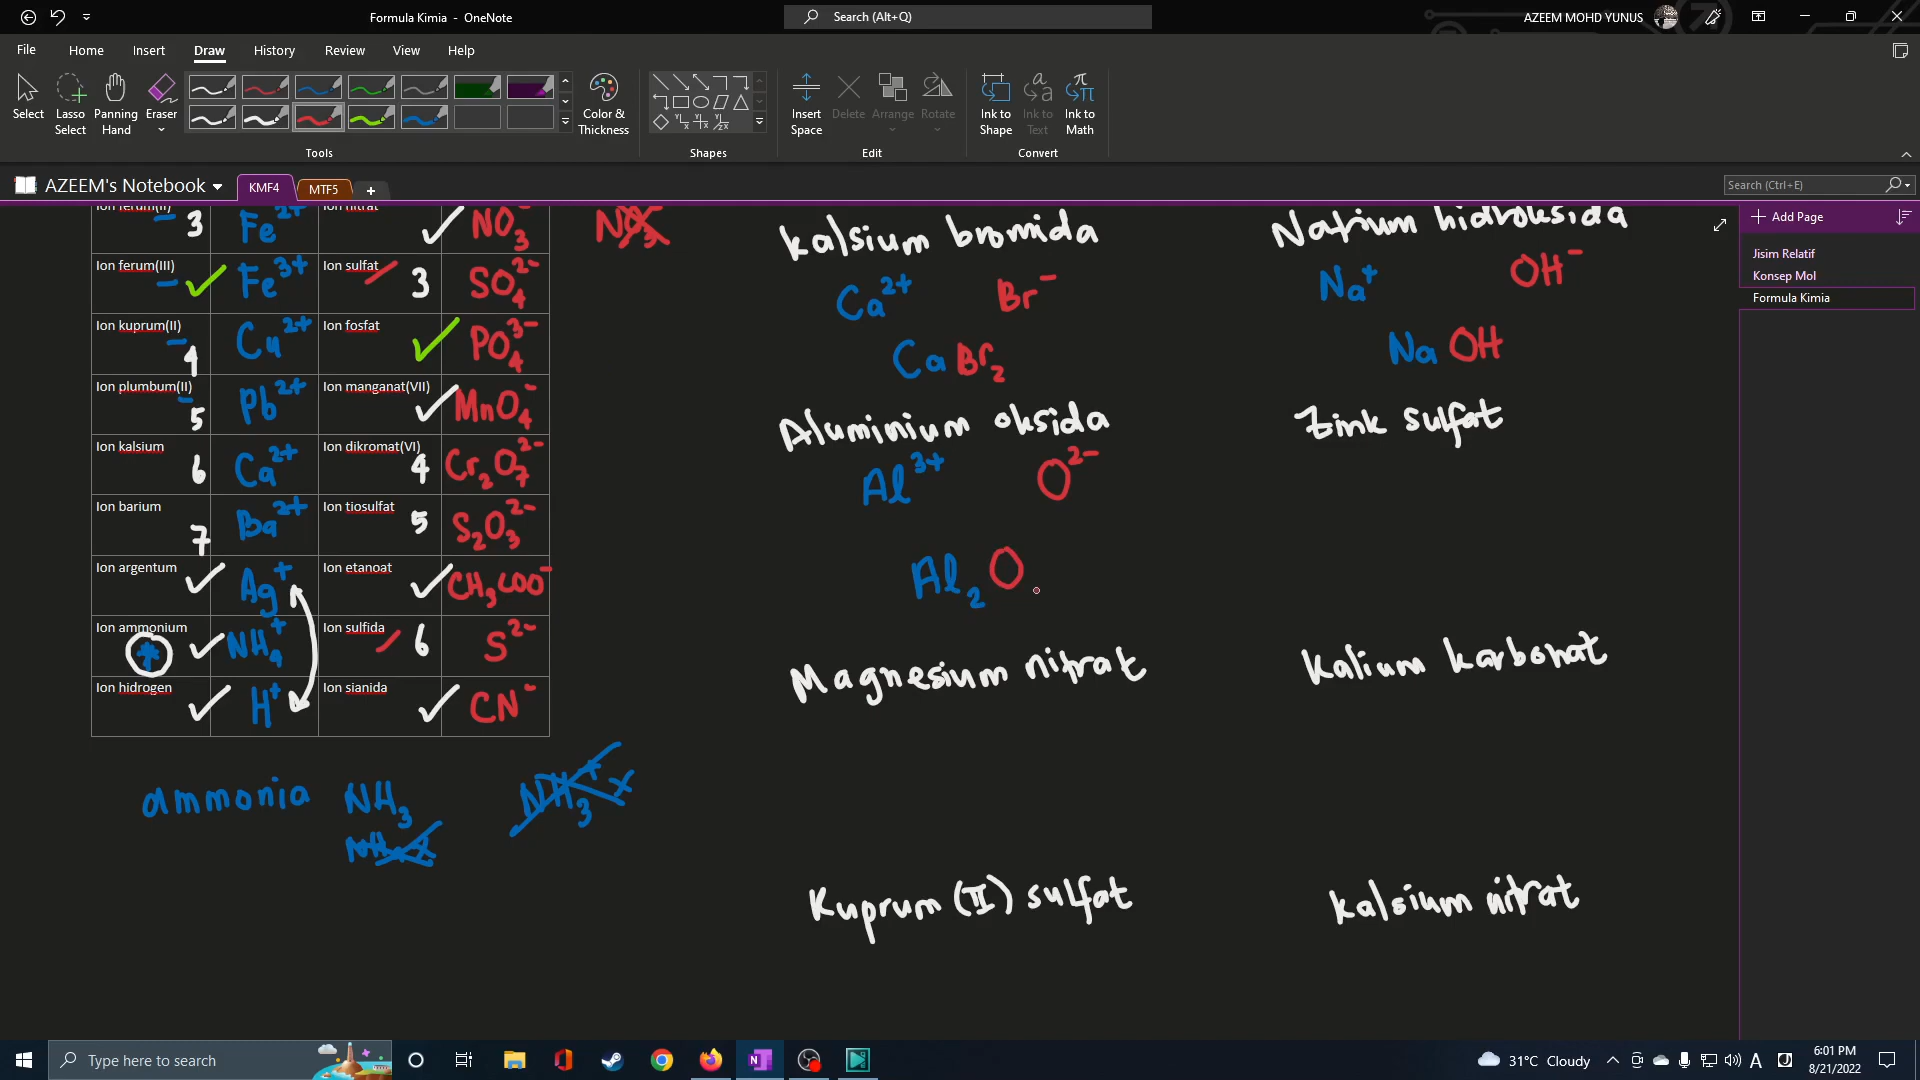 Formula Kimia - OneNote
Search (Alt+Q)
AZEEM MOHD YUNUS
File Home Insert Draw History Review View Help
Select
Lasso Select
Panning Hand
Eraser
Color & Thickness
Insert Space
Delete
Arrange
Rotate
Ink to Shape
Ink to Text
Ink to Math
Tools
Shapes
Edit
Convert
AZEEM's Notebook
KMF4
MTF5
Search (Ctrl+E)
Add Page
Jisim Relatif
Konsep Mol
Formula Kimia
Ion ferum(II) 3 Fe²⁺ Ion nitrat NO₃⁻
NO₃
Ion ferum(III) Fe³⁺ Ion sulfat 3 SO₄²⁻
Ion kuprum(II) 4 Cu²⁺ Ion fosfat PO₄³⁻
Ion plumbum(II) 5 Pb²⁺ Ion manganat(VII) MnO₄⁻
Ion kalsium 6 Ca²⁺ Ion dikromat(VI) 4 Cr₂O₇²⁻
Ion barium 7 Ba²⁺ Ion tiosulfat 5 S₂O₃²⁻
Ion argentum Ag⁺ Ion etanoat CH₃COO⁻
Ion ammonium NH₄⁺ Ion sulfida 6 S²⁻
Ion hidrogen H⁺ Ion sianida CN⁻
ammonia NH₃
NH₃⁺
kalsium bromida
Ca²⁺ Br⁻
CaBr₂
Natrium hidroksida
Na⁺ OH⁻
NaOH
Aluminium oksida
Al³⁺ O²⁻
Al₂O
Zink sulfat
Magnesium nitrat
Kalium karbonat
Kuprum (II) sulfat
kalsium nitrat
Type here to search
31°C Cloudy
6:01 PM
8/21/2022